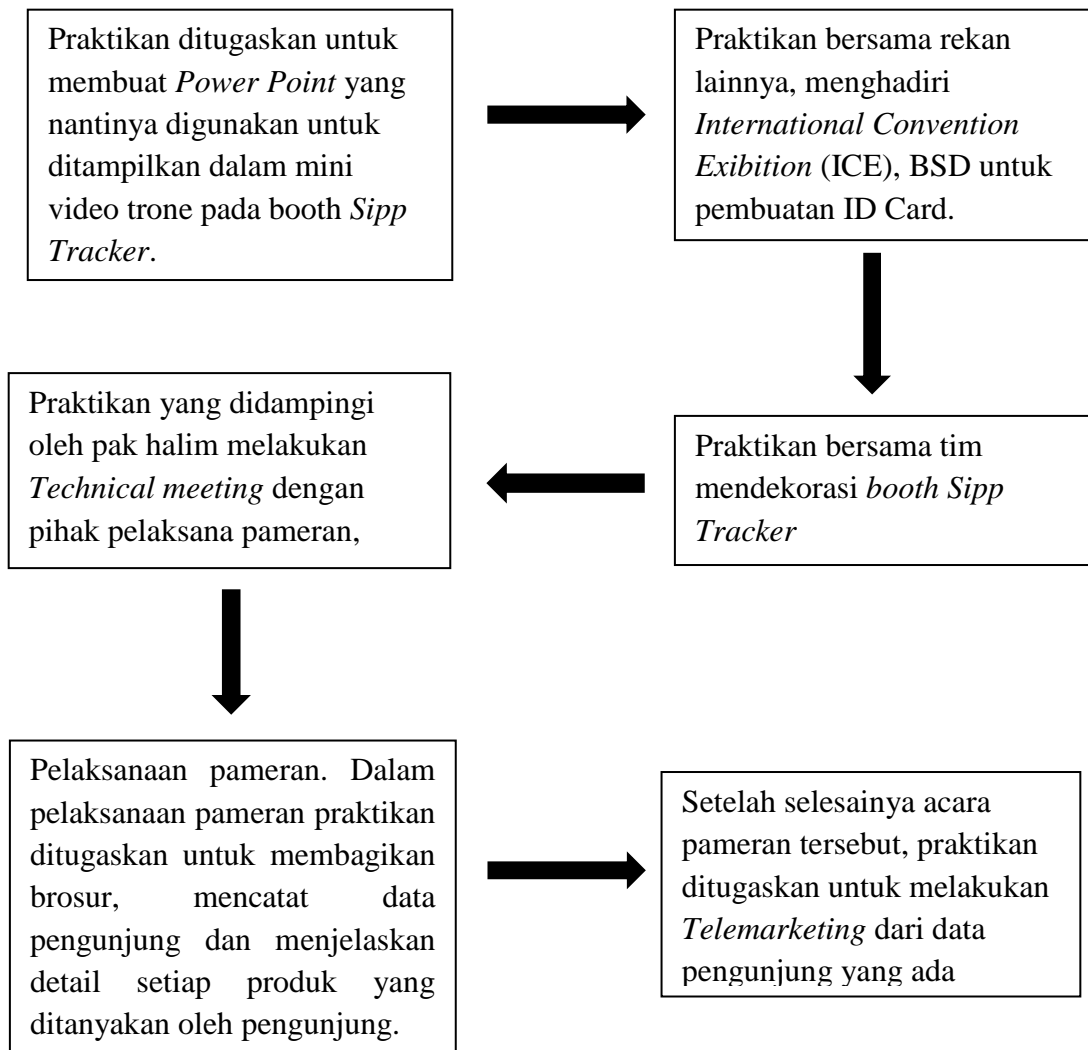 Praktikan ditugaskan untuk
membuat Power Point yang
nantinya digunakan untuk
ditampilkan dalam mini
video trone pada booth Sipp
Tracker.
Praktikan bersama rekan
lainnya, menghadiri
International Convention
Exibition (ICE), BSD untuk
pembuatan ID Card.
Praktikan bersama tim
mendekorasi booth Sipp
Tracker
Praktikan yang didampingi
oleh pak halim melakukan
Technical meeting dengan
pihak pelaksana pameran,
Pelaksanaan pameran. Dalam
pelaksanaan pameran praktikan
ditugaskan untuk membagikan
brosur, mencatat data
pengunjung dan menjelaskan
detail setiap produk yang
ditanyakan oleh pengunjung.
Setelah selesainya acara
pameran tersebut, praktikan
ditugaskan untuk melakukan
Telemarketing dari data
pengunjung yang ada